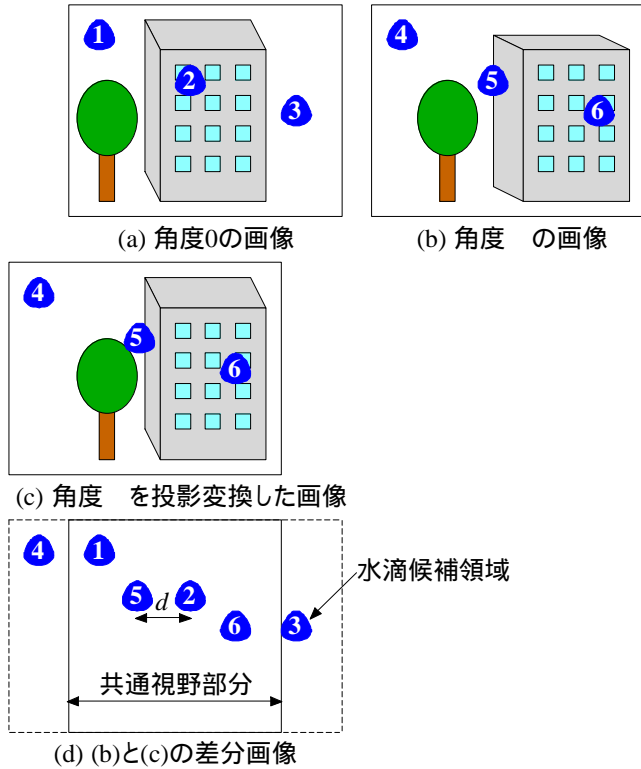 1
2
3
(a) 角度0の画像
4
5
6
(b) 角度 の画像
4
5
6
(c) 角度 を投影変換した画像
4
1
5
d
2
6
3
水滴候補領域
共通視野部分
(d) (b)と(c)の差分画像